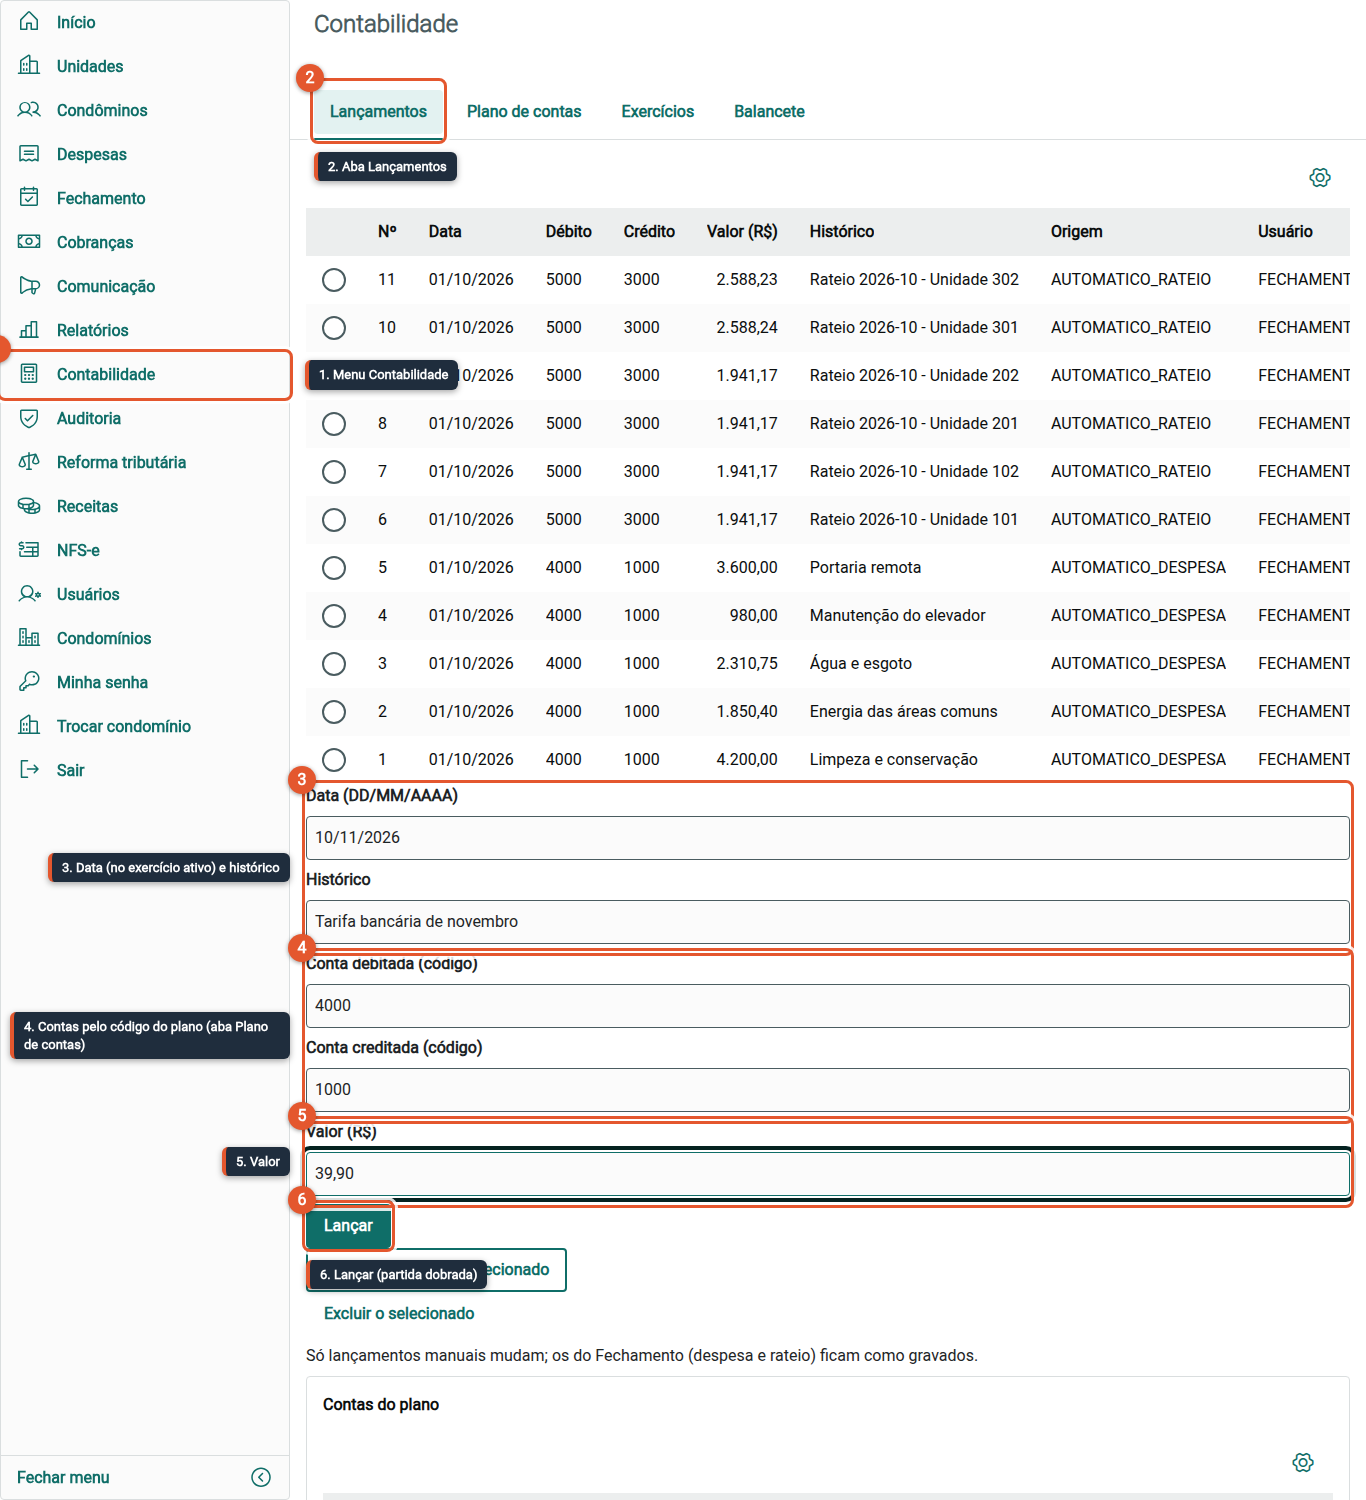 Início
Unidades
Condôminos
Despesas
Fechamento
Cobranças
Comunicação
Relatórios
Contabilidade
Auditoria
Reforma tributária
Receitas
NFS-e
Usuários
Condomínios
Minha senha
Trocar condomínio
Sair
Fechar menu
Contabilidade
2
Lançamentos Plano de contas Exercícios Balancete
2. Aba Lançamentos
Nº Data Débito Crédito Valor (R$) Histórico Origem Usuário
11 01/10/2026 5000 3000 2.588,23 Rateio 2026-10 - Unidade 302 AUTOMATICO_RATEIO FECHAMENT
10 01/10/2026 5000 3000 2.588,24 Rateio 2026-10 - Unidade 301 AUTOMATICO_RATEIO FECHAMENT
1. Menu Contabilidade
10/2026 5000 3000 1.941,17 Rateio 2026-10 - Unidade 202 AUTOMATICO_RATEIO FECHAMENT
8 01/10/2026 5000 3000 1.941,17 Rateio 2026-10 - Unidade 201 AUTOMATICO_RATEIO FECHAMENT
7 01/10/2026 5000 3000 1.941,17 Rateio 2026-10 - Unidade 102 AUTOMATICO_RATEIO FECHAMENT
6 01/10/2026 5000 3000 1.941,17 Rateio 2026-10 - Unidade 101 AUTOMATICO_RATEIO FECHAMENT
5 01/10/2026 4000 1000 3.600,00 Portaria remota AUTOMATICO_DESPESA FECHAMENT
4 01/10/2026 4000 1000 980,00 Manutenção do elevador AUTOMATICO_DESPESA FECHAMENT
3 01/10/2026 4000 1000 2.310,75 Água e esgoto AUTOMATICO_DESPESA FECHAMENT
2 01/10/2026 4000 1000 1.850,40 Energia das áreas comuns AUTOMATICO_DESPESA FECHAMENT
1 01/10/2026 4000 1000 4.200,00 Limpeza e conservação AUTOMATICO_DESPESA FECHAMENT
3
Data (DD/MM/AAAA)
10/11/2026
3. Data (no exercício ativo) e histórico
Histórico
Tarifa bancária de novembro
4
Conta debitada (código)
4000
4. Contas pelo código do plano (aba Plano
de contas)
Conta creditada (código)
1000
5
Valor (R$)
5. Valor
39,90
6
Lançar
6. Lançar (partida dobrada)
ecionado
Excluir o selecionado
Só lançamentos manuais mudam; os do Fechamento (despesa e rateio) ficam como gravados.
Contas do plano